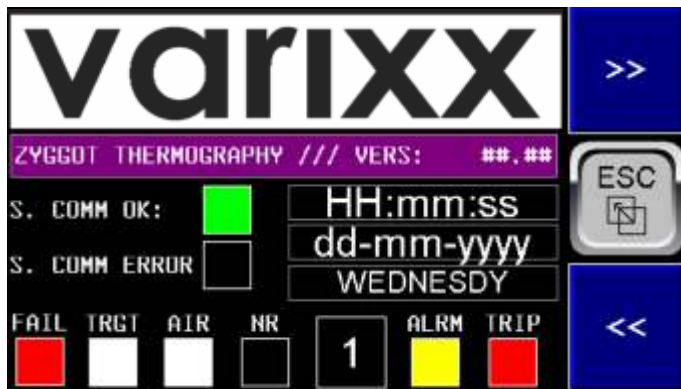 varixx
>>
ZYGGOT THERMOGRAPHY /// VERS: ##.##
ESC
S. COMM OK:
HH:mm:ss
dd-mm-yyyy
S. COMM ERROR
WEDNESDY
FAIL TRGT AIR NR 1 ALRM TRIP
<<